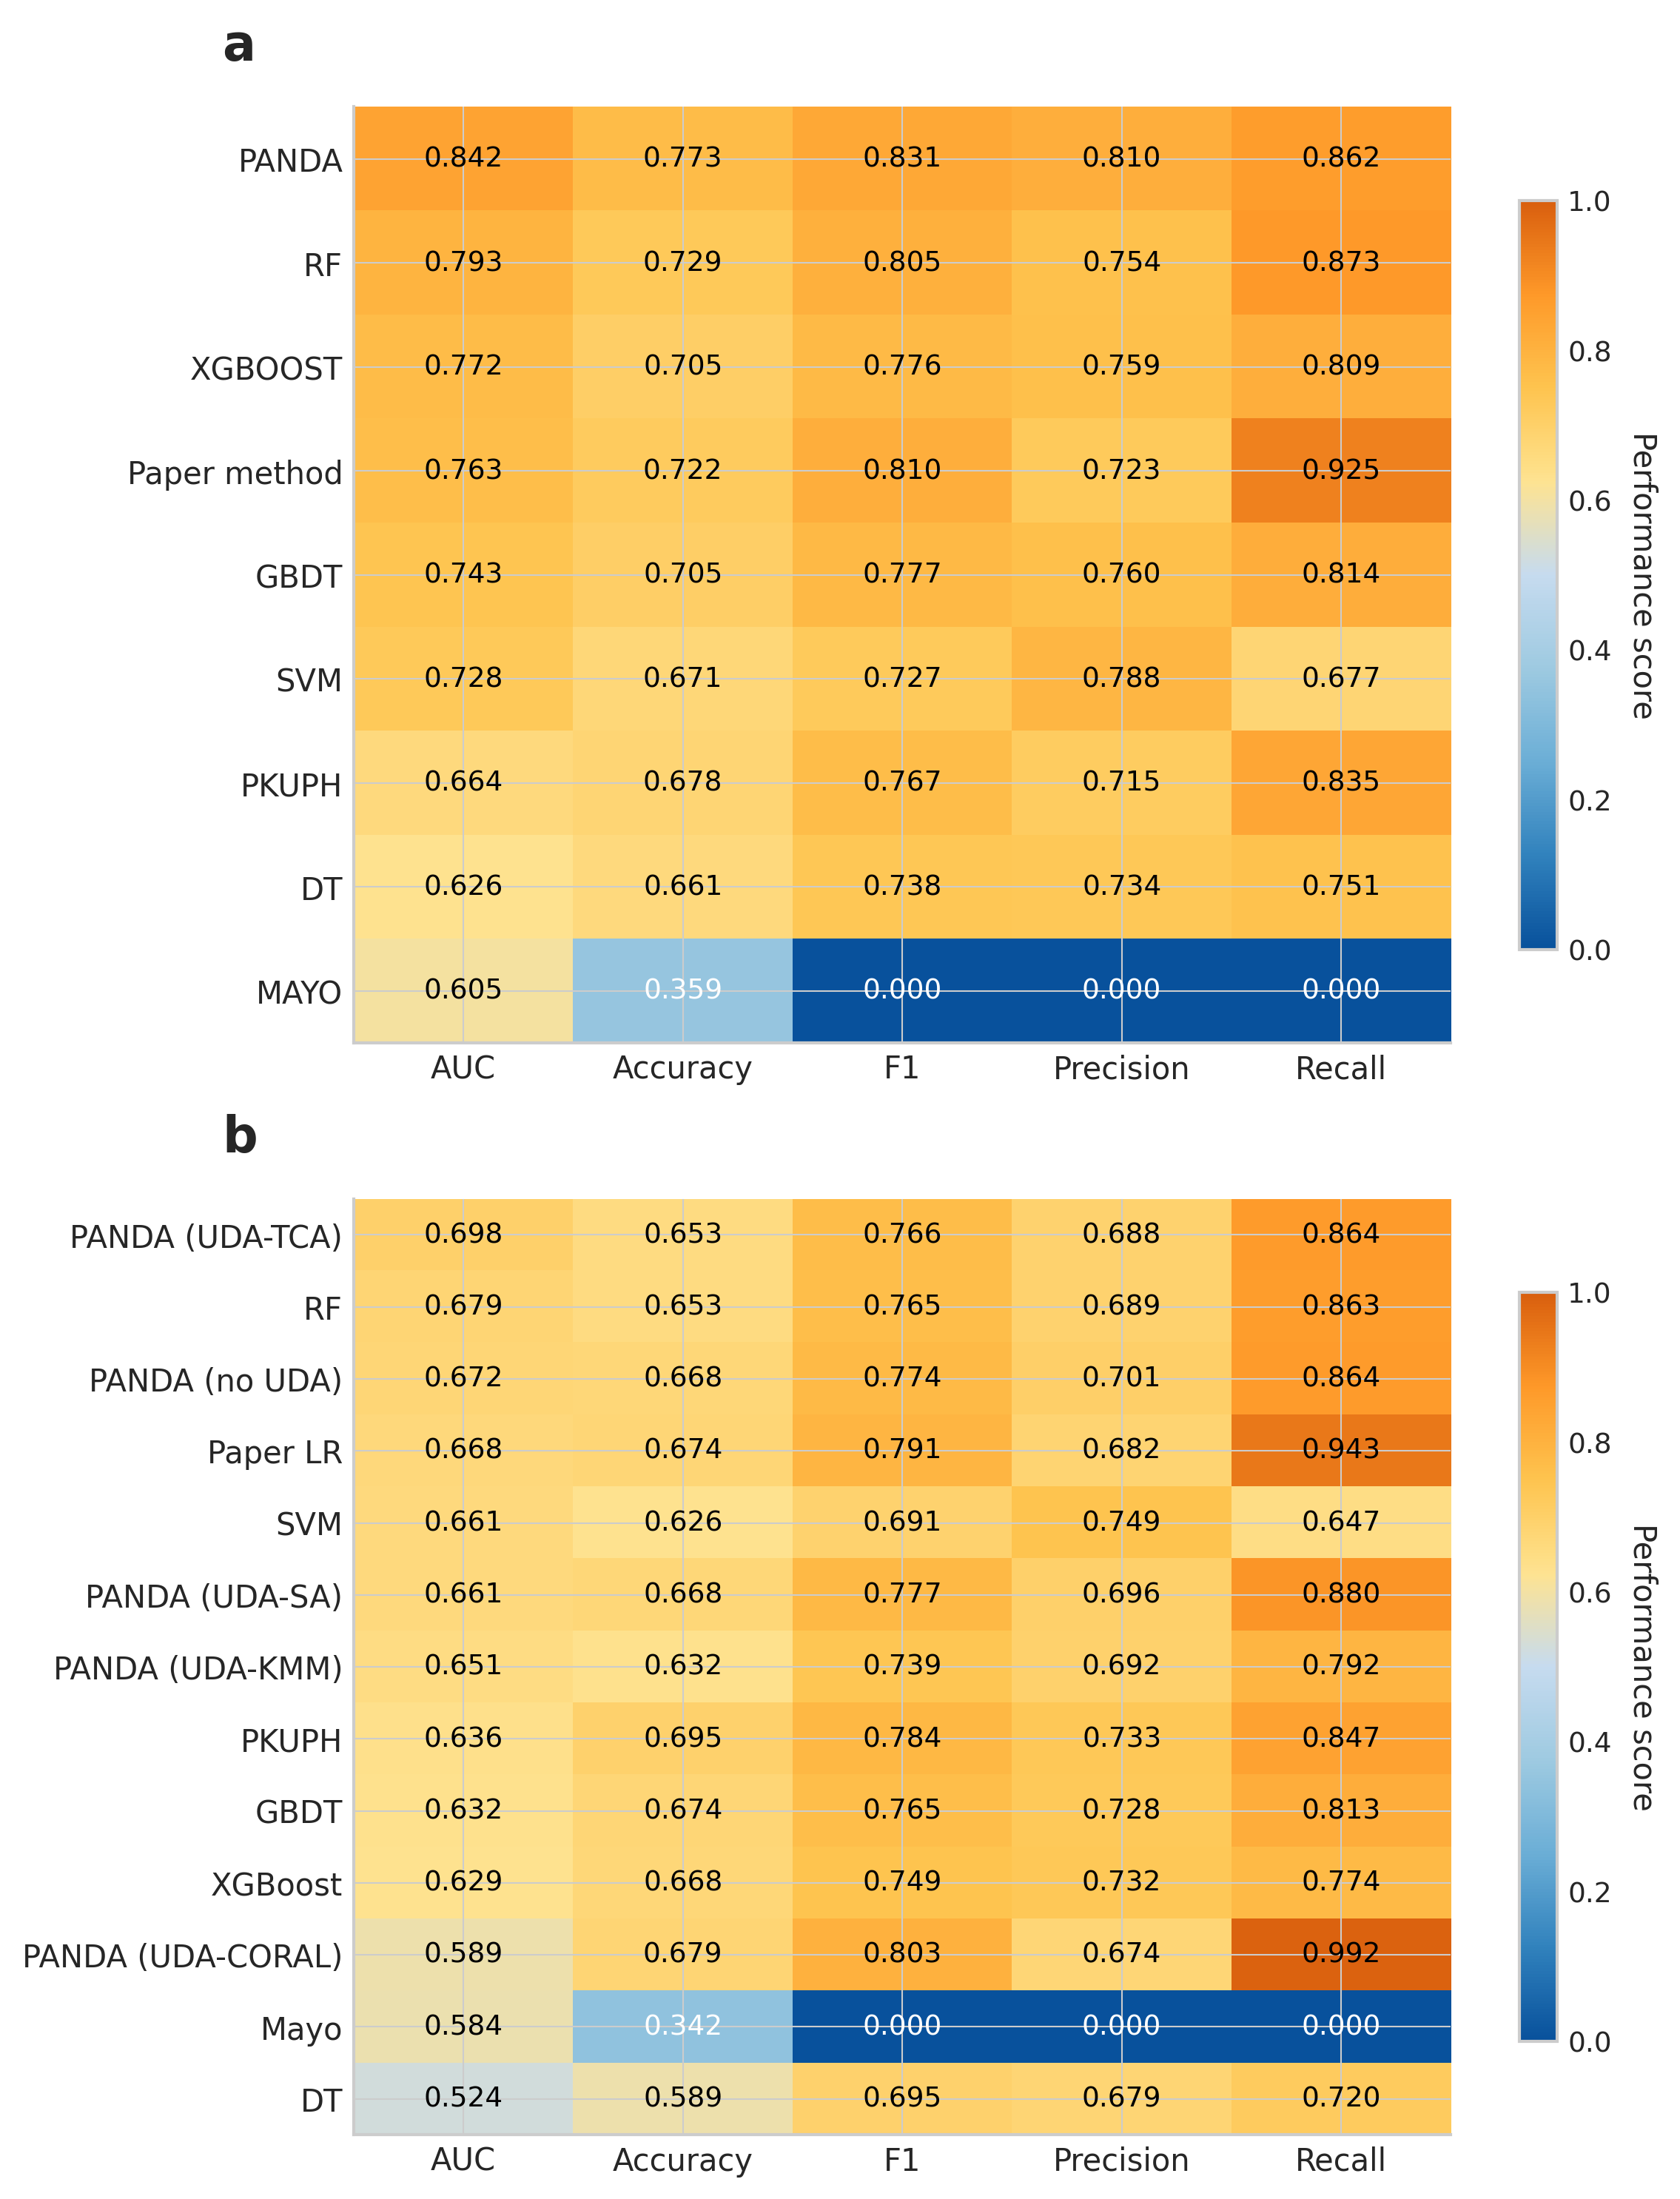 a
PANDA 0.842 0.773 0.831 0.810 0.862
RF 0.793 0.729 0.805 0.754 0.873
XGBOOST 0.772 0.705 0.776 0.759 0.809
Paper method 0.763 0.722 0.810 0.723 0.925
GBDT 0.743 0.705 0.777 0.760 0.814
SVM 0.728 0.671 0.727 0.788 0.677
PKUPH 0.664 0.678 0.767 0.715 0.835
DT 0.626 0.661 0.738 0.734 0.751
MAYO 0.605 0.359 0.000 0.000 0.000
AUC Accuracy F1 Precision Recall
1.0
0.8
0.6
0.4
0.2
0.0
Performance score
b
PANDA (UDA-TCA) 0.698 0.653 0.766 0.688 0.864
RF 0.679 0.653 0.765 0.689 0.863
PANDA (no UDA) 0.672 0.668 0.774 0.701 0.864
Paper LR 0.668 0.674 0.791 0.682 0.943
SVM 0.661 0.626 0.691 0.749 0.647
PANDA (UDA-SA) 0.661 0.668 0.777 0.696 0.880
PANDA (UDA-KMM) 0.651 0.632 0.739 0.692 0.792
PKUPH 0.636 0.695 0.784 0.733 0.847
GBDT 0.632 0.674 0.765 0.728 0.813
XGBoost 0.629 0.668 0.749 0.732 0.774
PANDA (UDA-CORAL) 0.589 0.679 0.803 0.674 0.992
Mayo 0.584 0.342 0.000 0.000 0.000
DT 0.524 0.589 0.695 0.679 0.720
AUC Accuracy F1 Precision Recall
1.0
0.8
0.6
0.4
0.2
0.0
Performance score